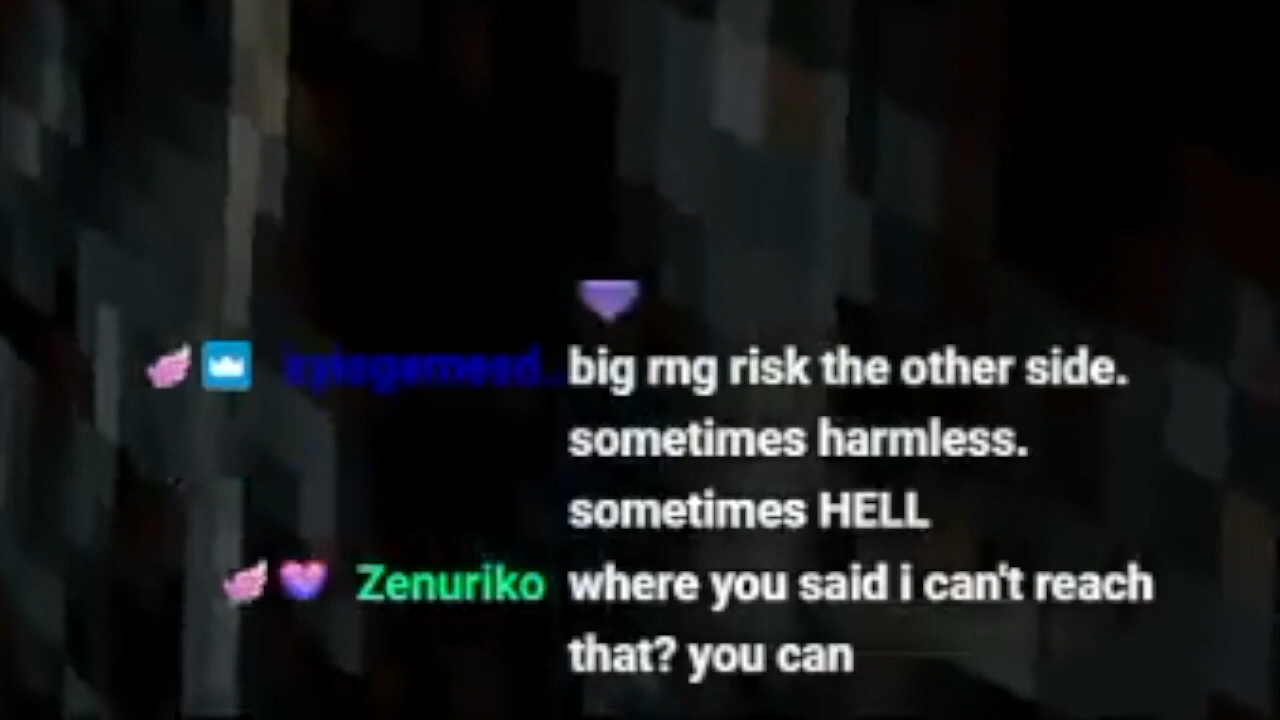 big rng risk the other side.
sometimes harmless.
sometimes HELL
Zenuriko where you said i can't reach
that? you can